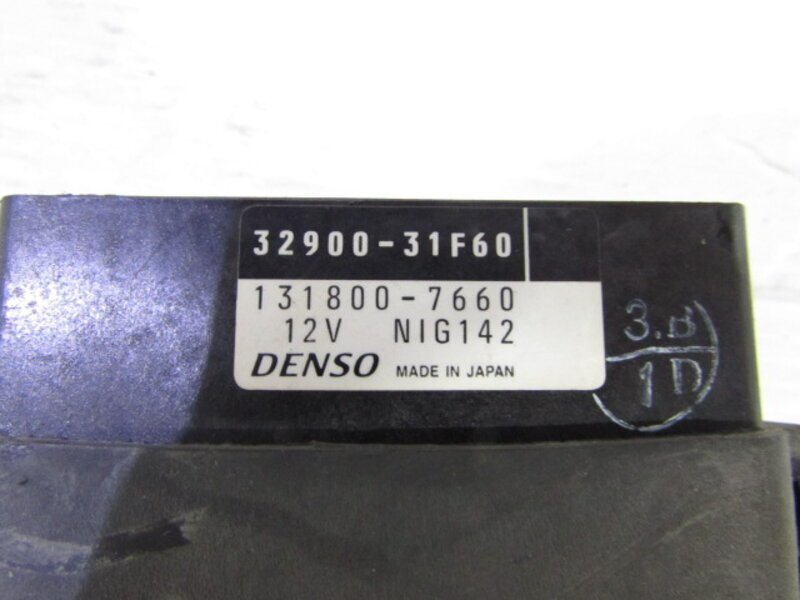 32900-31F60
131800-7660
12V NIG142
DENSO MADE IN JAPAN
3.B
1D